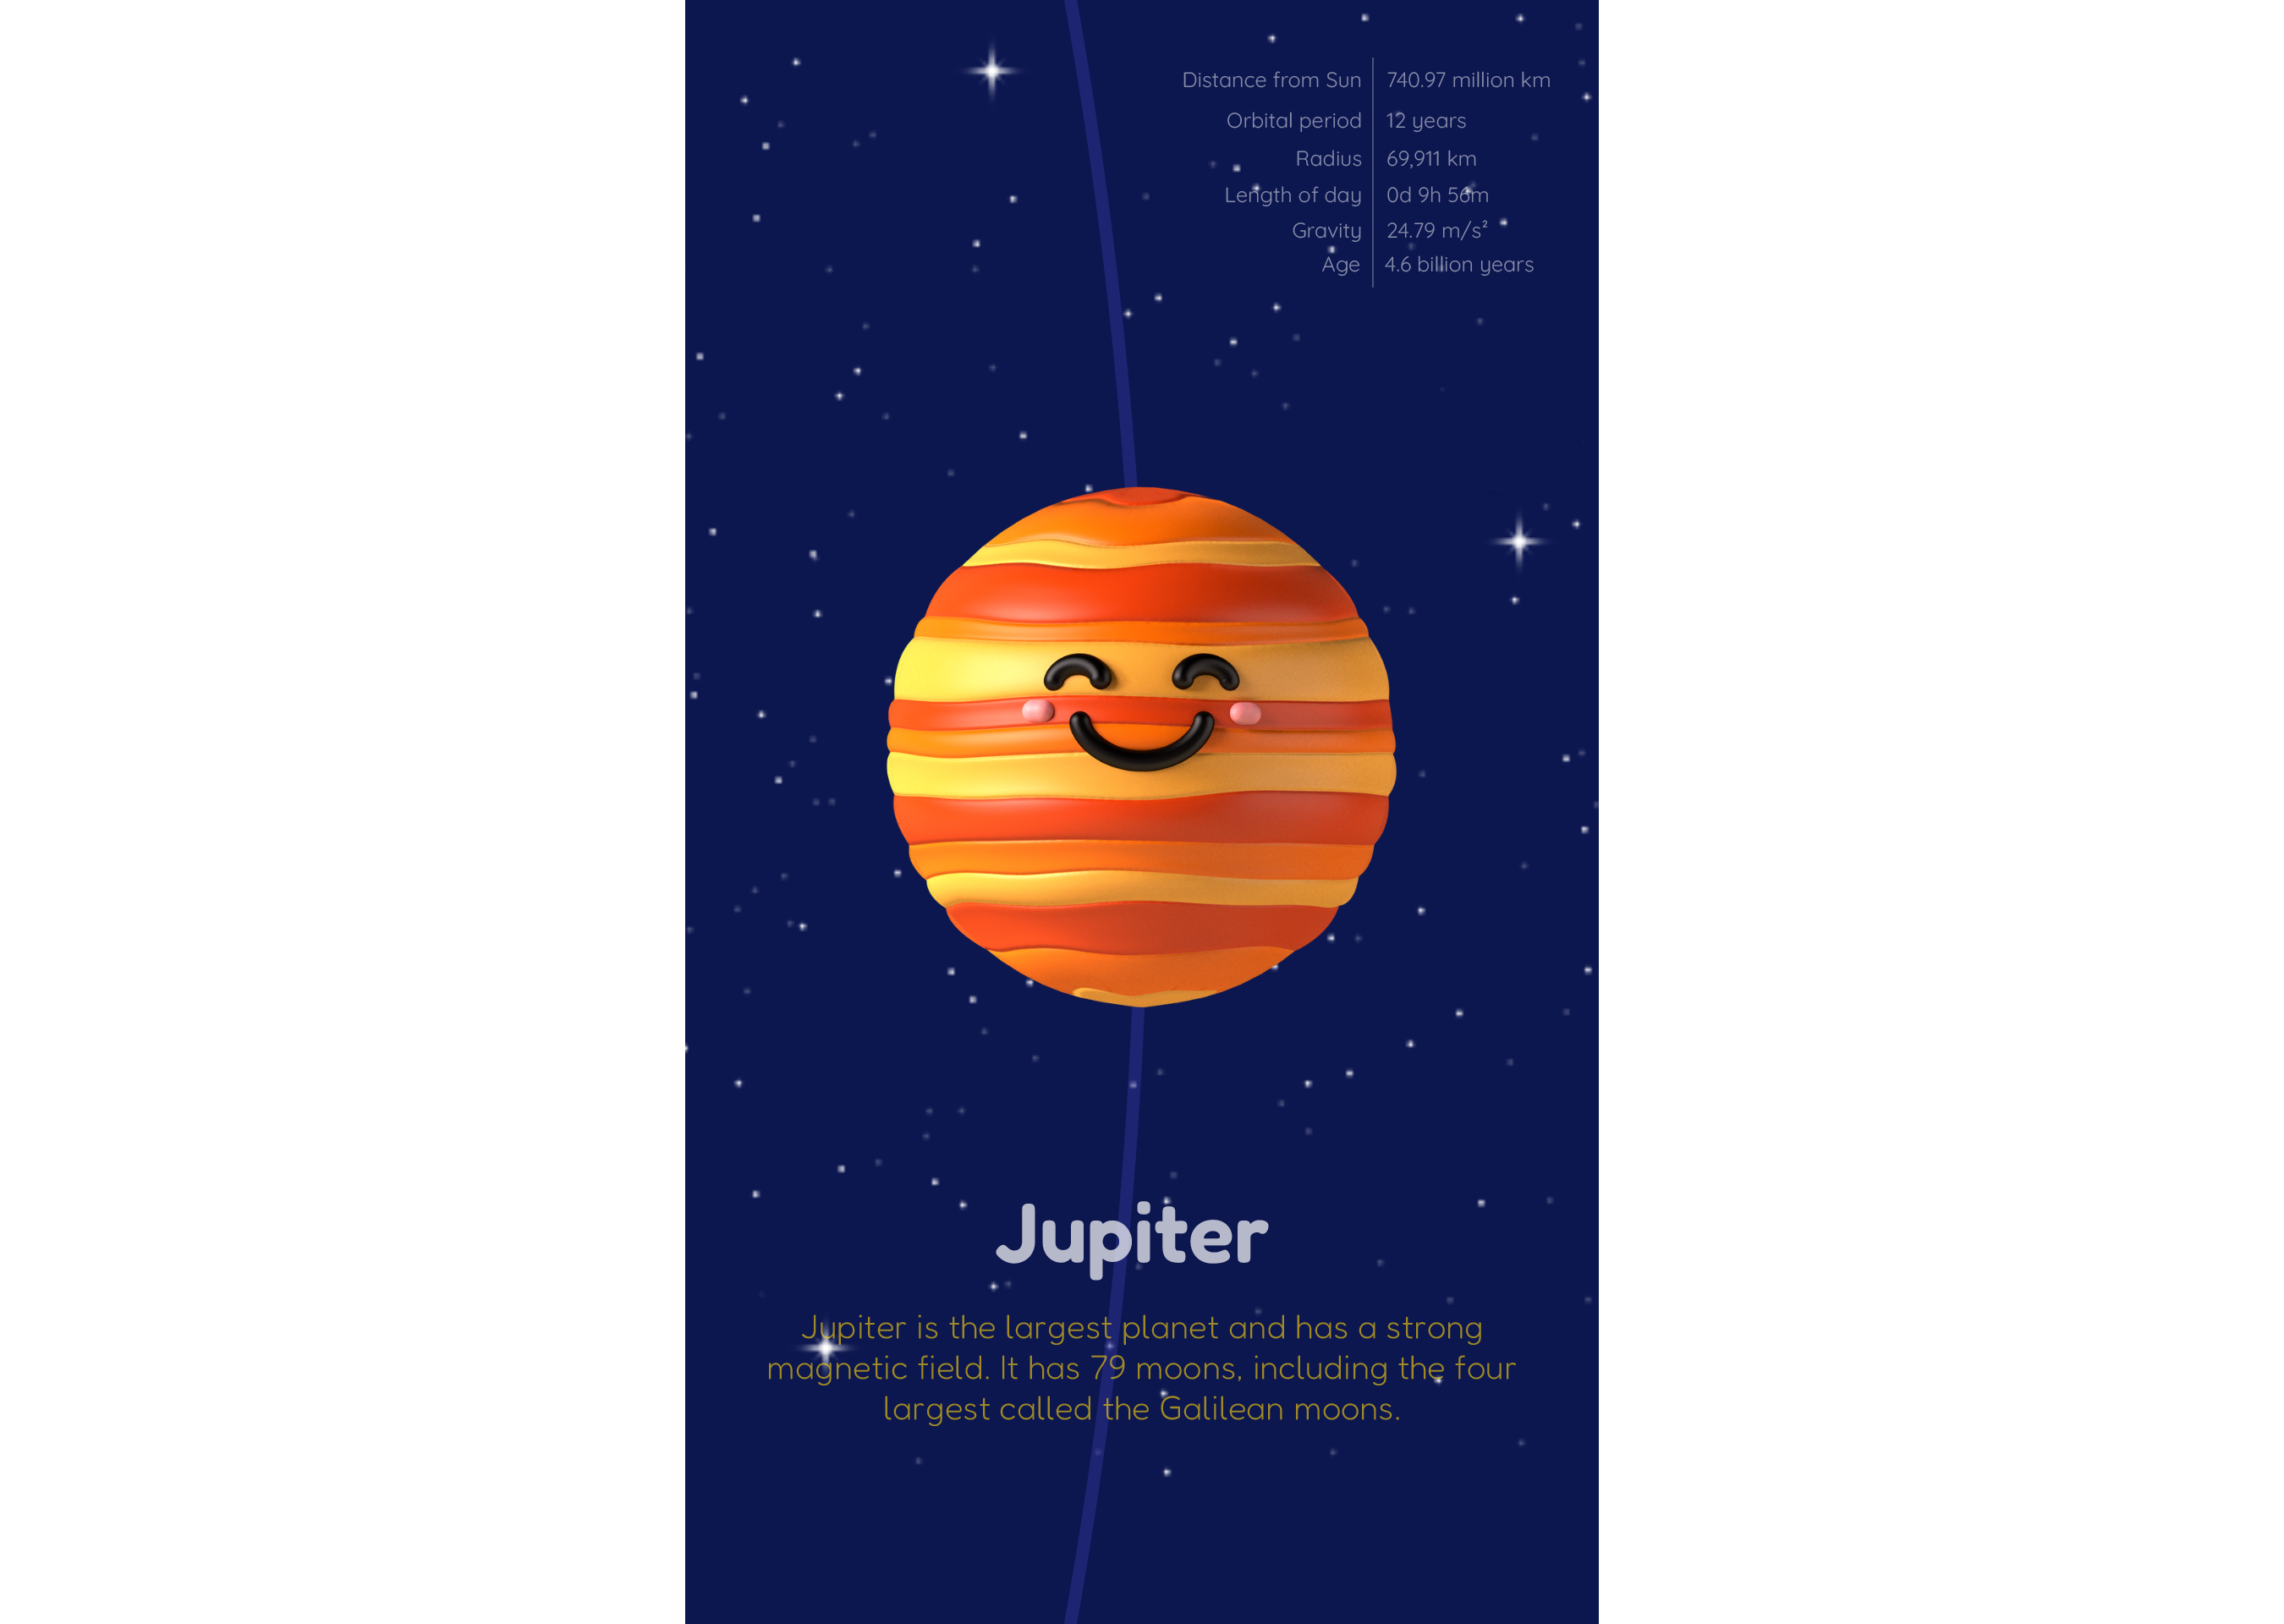 Distance from Sun 740.97 million km
Orbital period 12 years
Radius 69,911 km
Length of day 0d 9h 56m
Gravity 24.79 m/s²
Age 4.6 billion years
Jupiter
Jupiter is the largest planet and has a strong
magnetic field. It has 79 moons, including the four
largest called the Galilean moons.